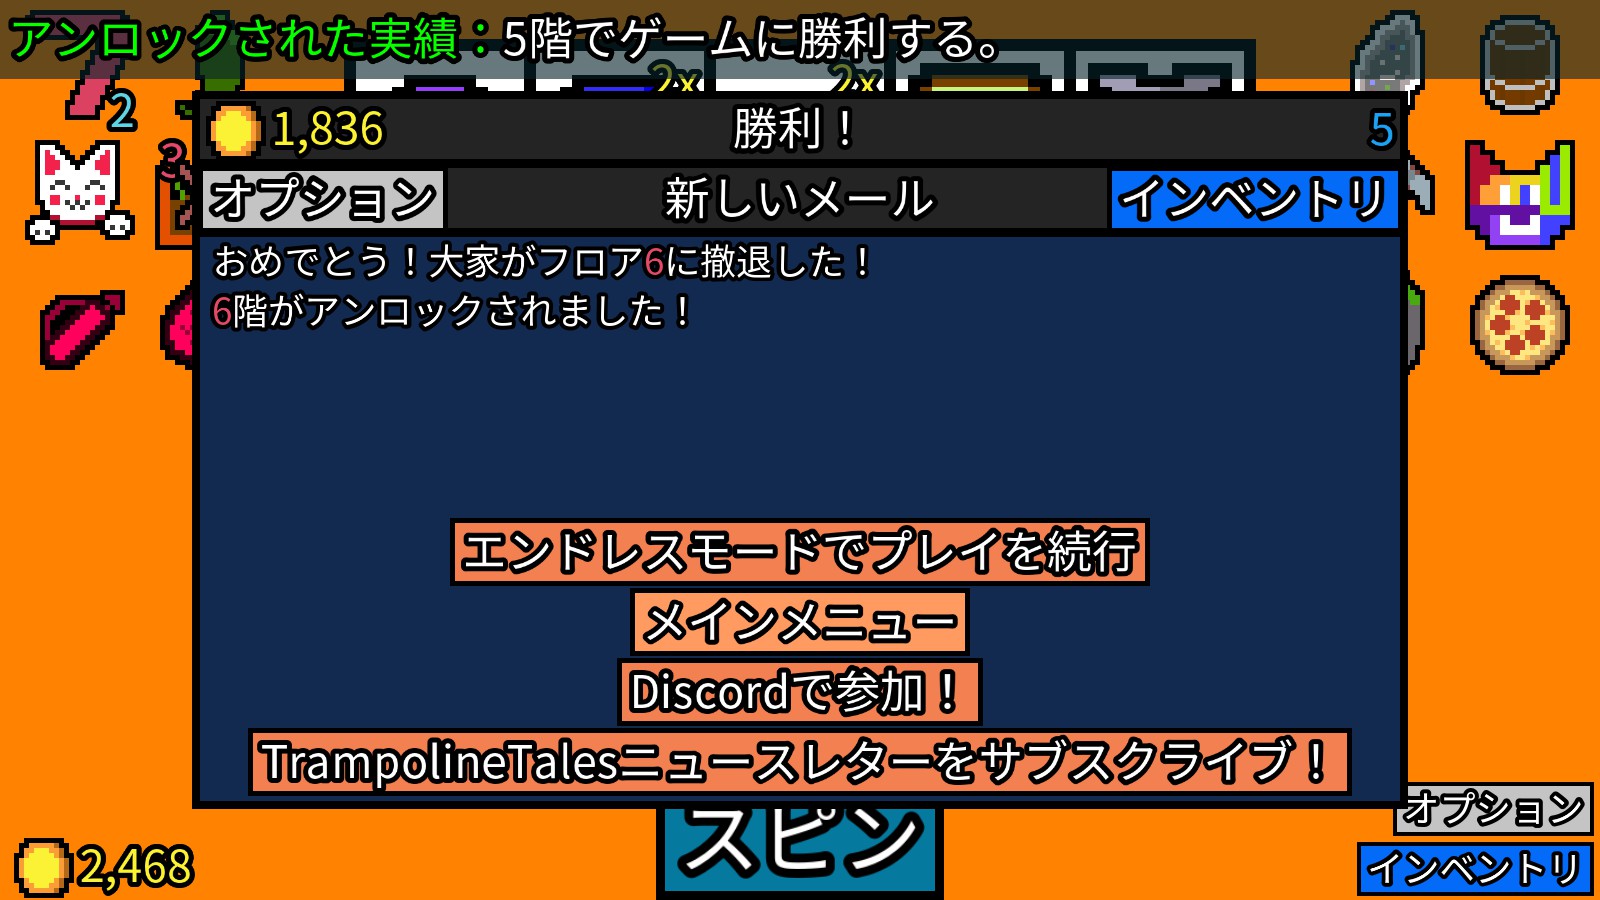 アンロックされた実績：5階でゲームに勝利する。
2x
2x
2
3
1,836
勝利！
5
オプション
新しいメール
インベントリ
おめでとう！大家がフロア6に撤退した！
6階がアンロックされました！
エンドレスモードでプレイを続行
メインメニュー
Discordで参加！
TrampolineTalesニュースレターをサブスクライブ！
スピン
オプション
インベントリ
2,468